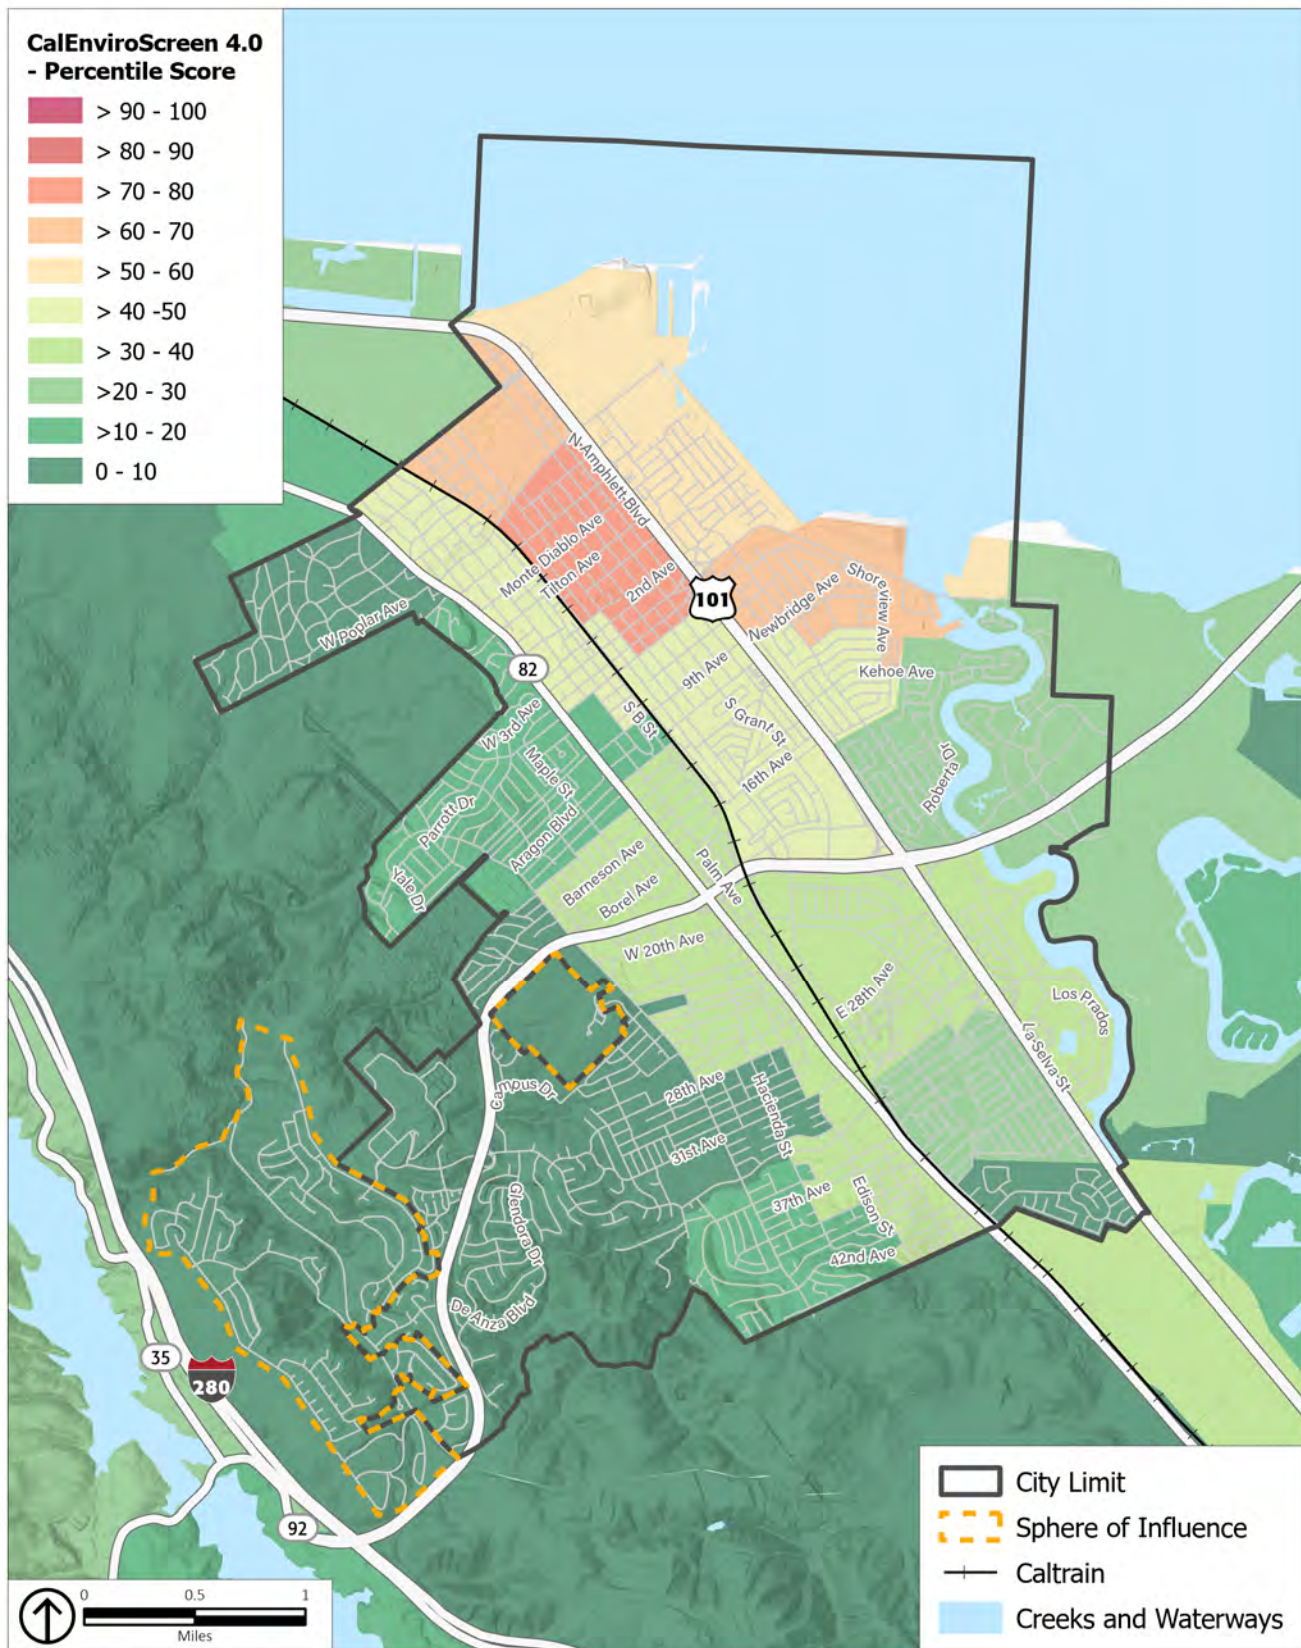 CalEnviroScreen 4.0
- Percentile Score
> 90 - 100
> 80 - 90
> 70 - 80
> 60 - 70
> 50 - 60
> 40 -50
> 30 - 40
>20 - 30
>10 - 20
0 - 10
N Amphlett Blvd
Monte Diablo Ave
Tilton Ave
2nd Ave
101
Shoreview Ave
Newbridge Ave
W Poplar Ave
82
9th Ave
Kehoe Ave
W 3rd Ave
S B St
S Grant St
Maple St
16th Ave
Roberta Dr
Parrott Dr
Aragon Blvd
Yale Dr
Barneson Ave
Palm Ave
Borel Ave
W 20th Ave
E 28th Ave
Los Prados
La Selva St
Campus Dr
28th Ave
Hacienda St
31st Ave
37th Ave
Edison St
Glendora Dr
42nd Ave
De Anza Blvd
35
280
92
City Limit
Sphere of Influence
Caltrain
Creeks and Waterways
0 0.5 1
Miles